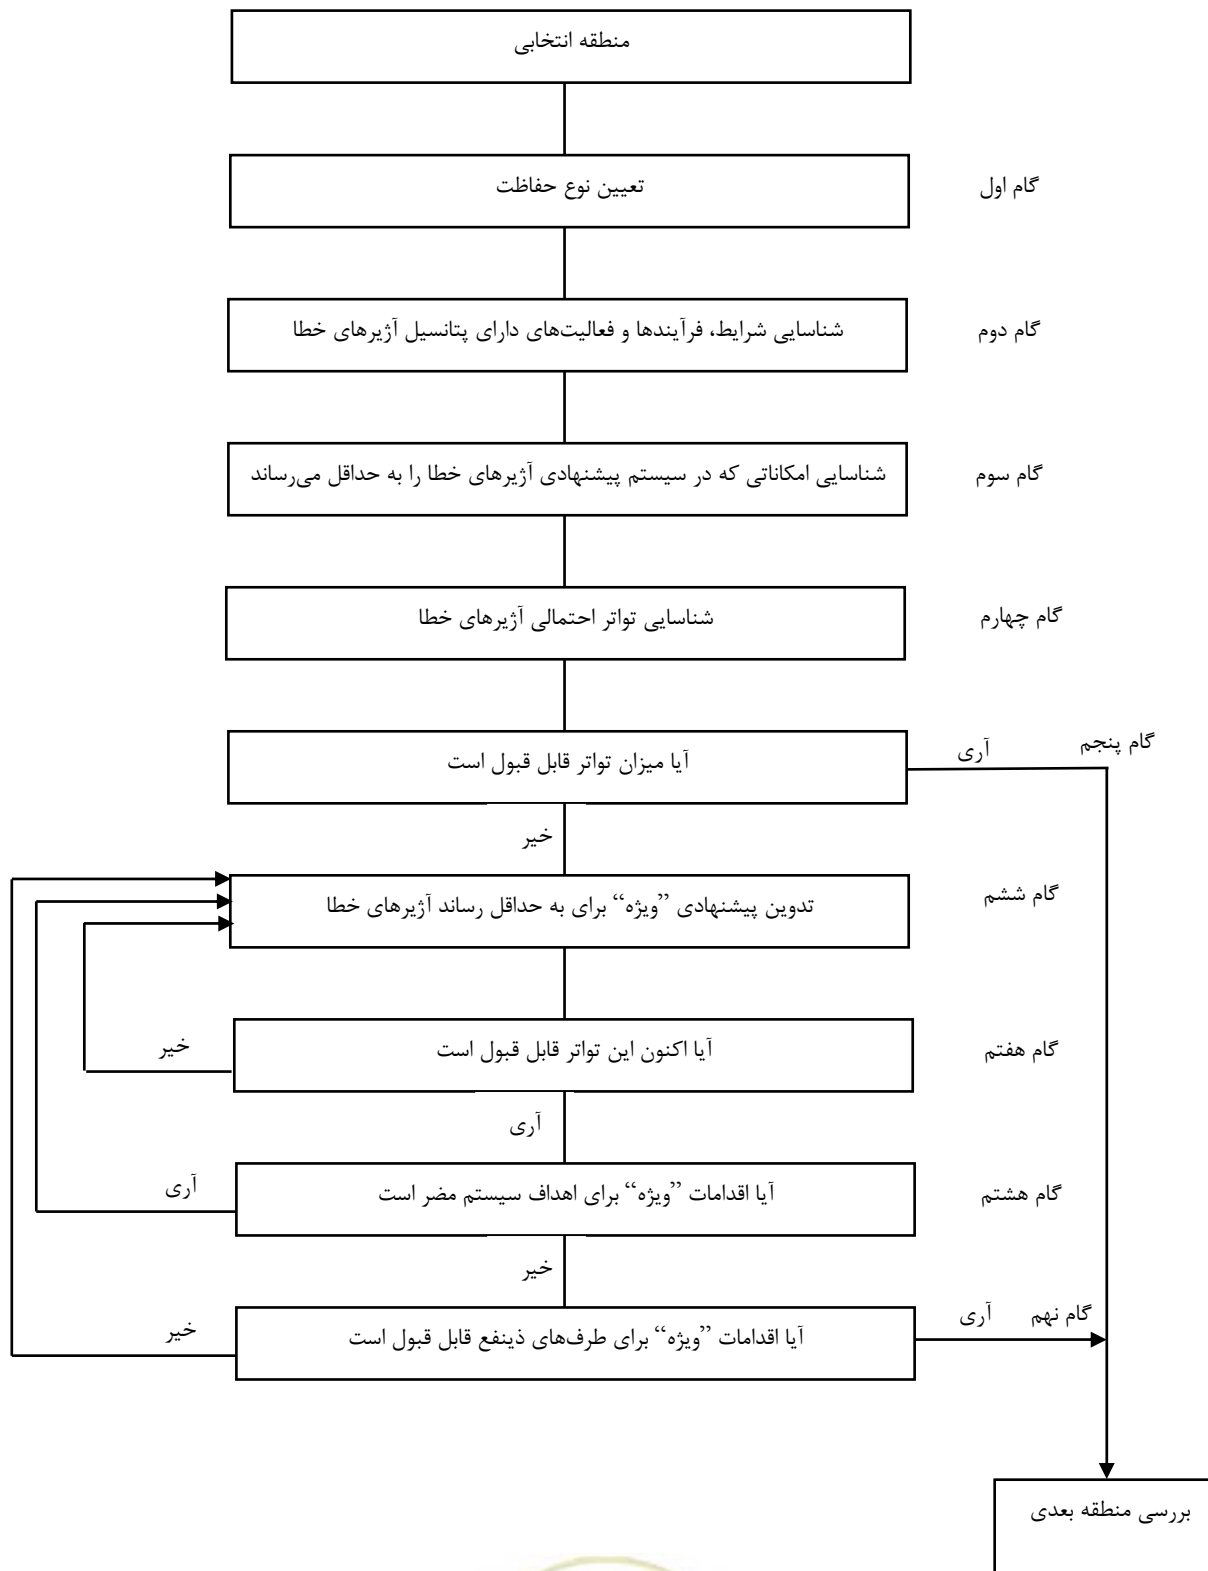 منطقه انتخابی
تعیین نوع حفاظت
گام اول
شناسایی شرایط، فرآیندها و فعالیت‌های دارای پتانسیل آژیرهای خطا
گام دوم
شناسایی امکاناتی که در سیستم پیشنهادی آژیرهای خطا را به حداقل می‌رساند
گام سوم
شناسایی تواتر احتمالی آژیرهای خطا
گام چهارم
آیا میزان تواتر قابل قبول است
آری
گام پنجم
خیر
تدوین پیشنهادی ”ویژه“ برای به حداقل رساند آژیرهای خطا
گام ششم
آیا اکنون این تواتر قابل قبول است
خیر
گام هفتم
آری
آیا اقدامات ”ویژه“ برای اهداف سیستم مضر است
آری
گام هشتم
خیر
آیا اقدامات ”ویژه“ برای طرف‌های ذینفع قابل قبول است
خیر
آری
گام نهم
بررسی منطقه بعدی